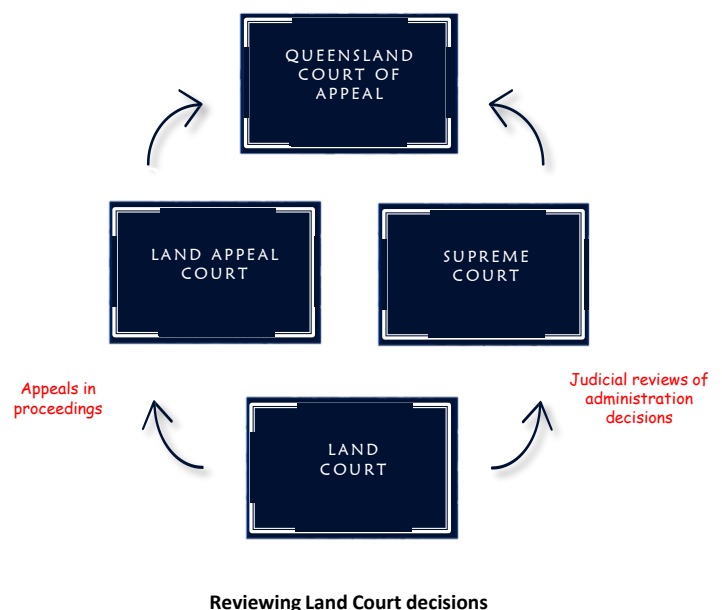 QUEENSLAND
COURT OF
APPEAL
LAND APPEAL
COURT
SUPREME
COURT
Appeals in
proceedings
Judicial reviews of
administration
decisions
LAND
COURT
Reviewing Land Court decisions